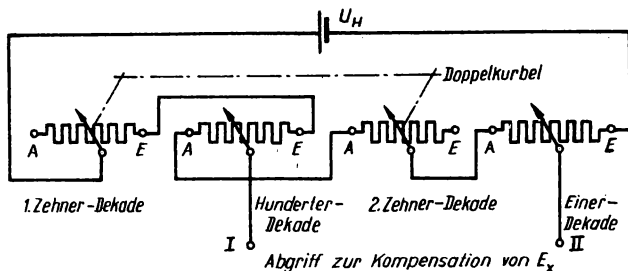 U_H
Doppelkurbel
A E A E A E A E
1. Zehner-Dekade
Hunderter-
Dekade
2. Zehner-Dekade
Einer-
Dekade
I II
Abgriff zur Kompensation von E_x